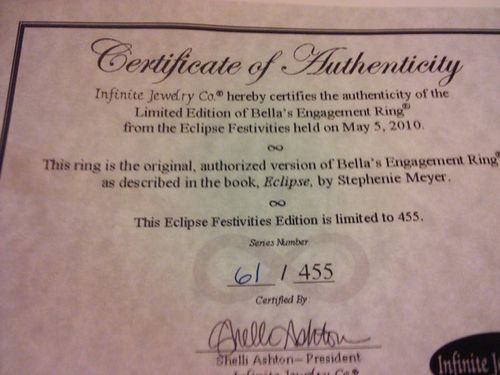 Certificate of Authenticity
Infinite Jewelry Co.® hereby certifies the authenticity of the
Limited Edition of Bella's Engagement Ring®
from the Eclipse Festivities held on May 5, 2010.
∞
This ring is the original, authorized version of Bella's Engagement Ring®
as described in the book, Eclipse, by Stephenie Meyer.
∞
This Eclipse Festivities Edition is limited to 455.
Series Number
61 / 455
Certified By:
Shelli Ashton
Shelli Ashton – President
Infinite Jewelry Co.®
Infinite J